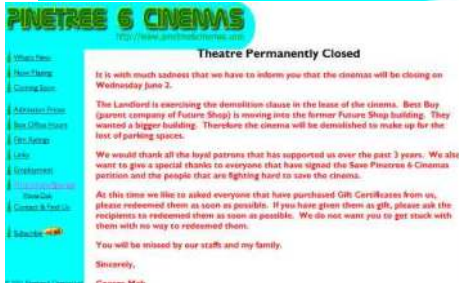 PINETREE 6 CINEMAS
http://www.pinetreecinemas.com
Theatre Permanently Closed
What's New
Now Playing
Coming Soon
Admission Prices
Box Office Hours
Film Ratings
Links
Employment
Contact & Find Us
Subscribe
It is with much sadness that we have to inform you that the cinemas will be closing on
Wednesday June 2.
The Landlord is exercising the demolition clause in the lease of the cinema. Best Buy
(parent company of Future Shop) is moving into the former Future Shop building. They
wanted a bigger building. Therefore the cinema will be demolished to make up for the
lost of parking spaces.
We would thank all the loyal patrons that has supported us over the past 3 years. We also
want to give a special thanks to everyone that have signed the Save Pinetree 6 Cinemas
petition and the people that are fighting hard to save the cinema.
At this time we like to asked everyone that have purchased Gift Certificates from us,
please redeemed them as soon as possible. If you have given them as gift, please ask the
recipients to redeemed them as soon as possible. We do not want you to get stuck with
them with no way to redeemed them.
You will be missed by our staffs and my family.
Sincerely,